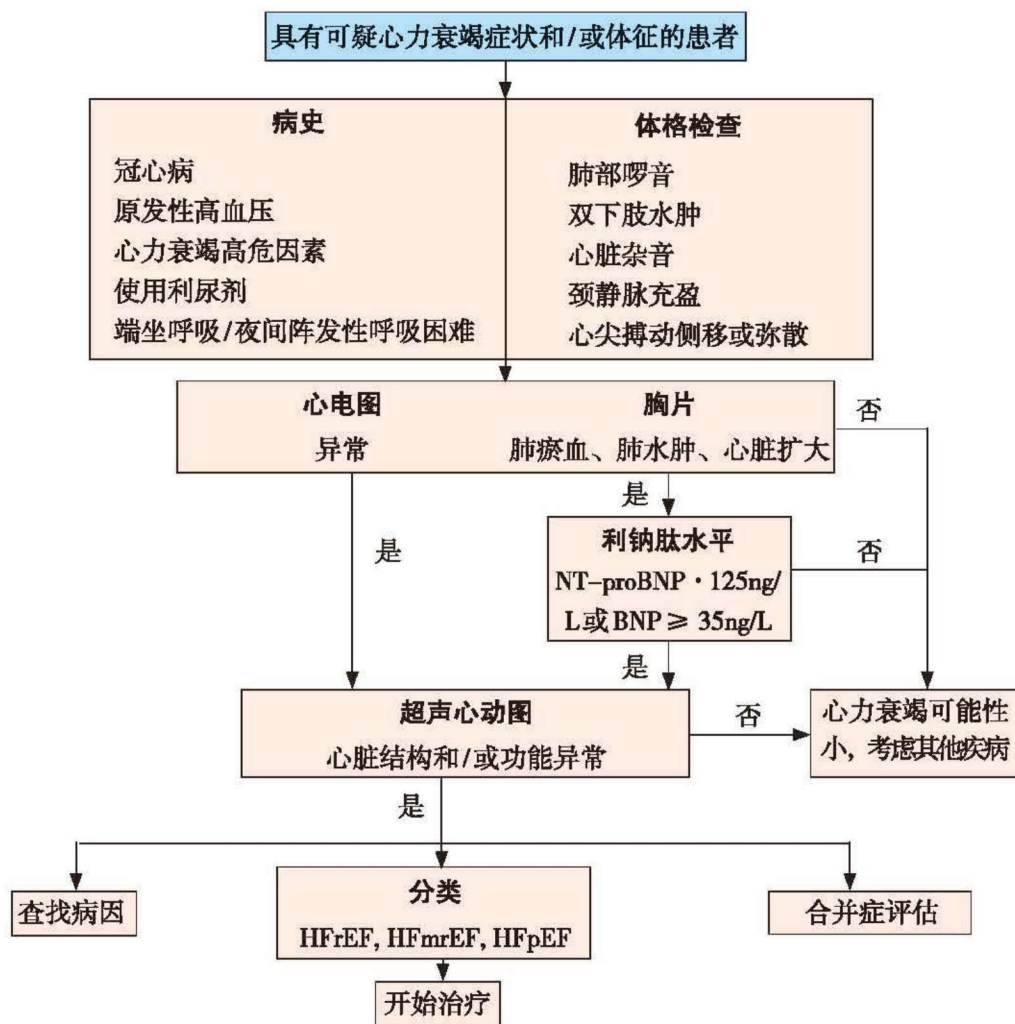 具有可疑心力衰竭症状和/或体征的患者
病史
冠心病
原发性高血压
心力衰竭高危因素
使用利尿剂
端坐呼吸/夜间阵发性呼吸困难
体格检查
肺部啰音
双下肢水肿
心脏杂音
颈静脉充盈
心尖搏动侧移或弥散
心电图
异常
胸片
肺瘀血、肺水肿、心脏扩大
否
是
是
利钠肽水平
NT-proBNP·125ng/
L或BNP≥35ng/L
否
是
超声心动图
心脏结构和/或功能异常
否
心力衰竭可能性
小，考虑其他疾病
是
查找病因
分类
HFrEF, HFmrEF, HFpEF
合并症评估
开始治疗